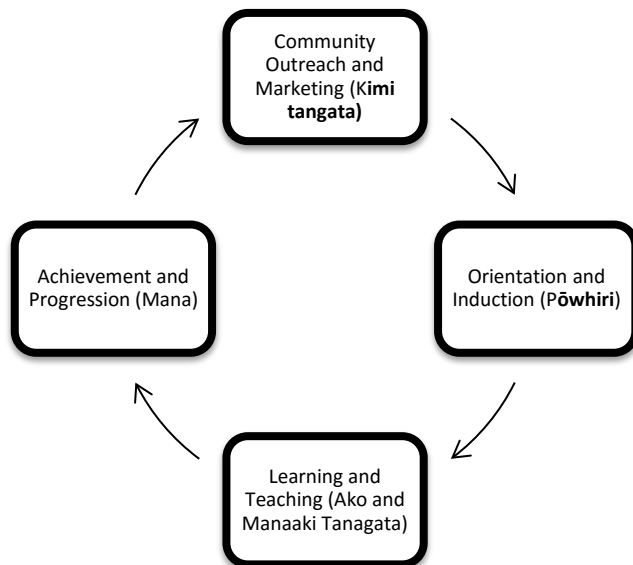 Community
Outreach and
Marketing (Kimi
tangata)
Achievement and
Progression (Mana)
Orientation and
Induction (Pōwhiri)
Learning and
Teaching (Ako and
Manaaki Tanagata)